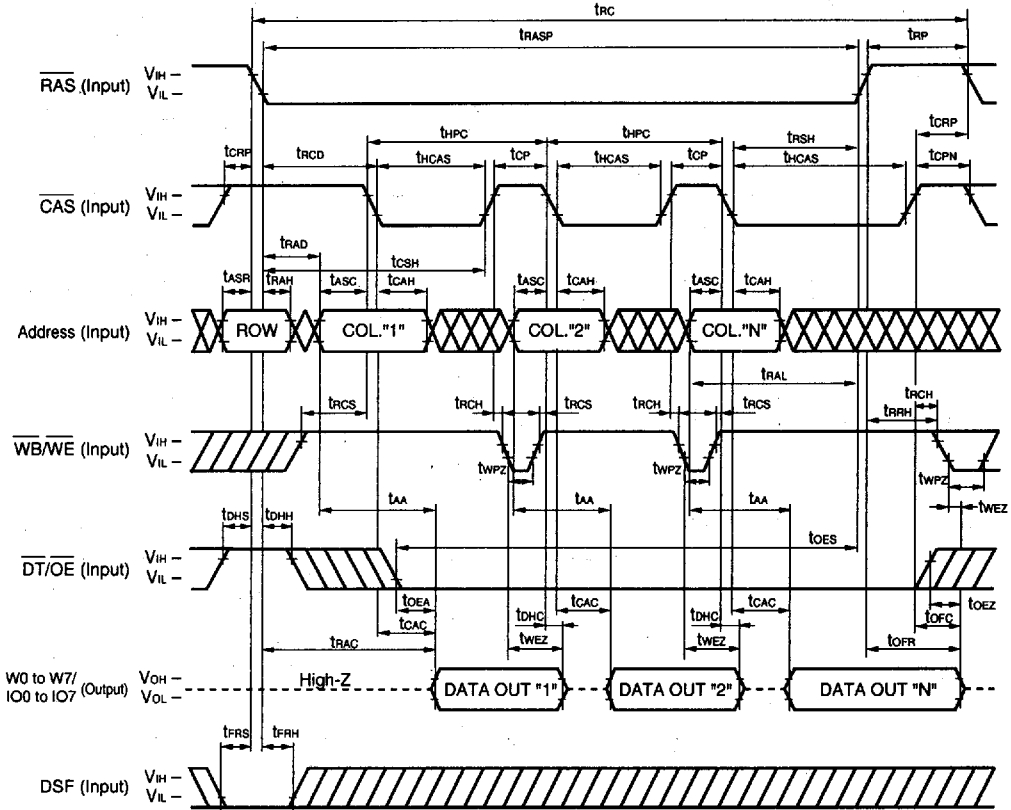 tRC
tRASP tRP
RAS (Input) VIH – VIL –
tCRP
tHPC tHPC tRSH
tCRP tRCD tHCAS tCP tHCAS tCP tHCAS tCPN
CAS (Input) VIH – VIL –
tRAD
tCSH
tASR tRAH tASC tCAH tASC tCAH tASC tCAH
Address (Input) VIH – VIL – ROW COL."1" COL."2" COL."N"
tRAL
tRCH
tRCS tRCH tRCS tRCH tRCS tRRH
WB/WE (Input) VIH – VIL –
tWPZ tWPZ tWPZ
tAA tAA tAA tWEZ
tDHS tDHH
tOES
DT/OE (Input) VIH – VIL –
tOEA tDHC tCAC tDHC tCAC tOEZ
tCAC tOFC
tRAC tWEZ tWEZ tOFR
W0 to W7/
IO0 to IO7 (Output) VOH – VOL – High-Z DATA OUT "1" DATA OUT "2" DATA OUT "N"
tFRS tFRH
DSF (Input) VIH – VIL –